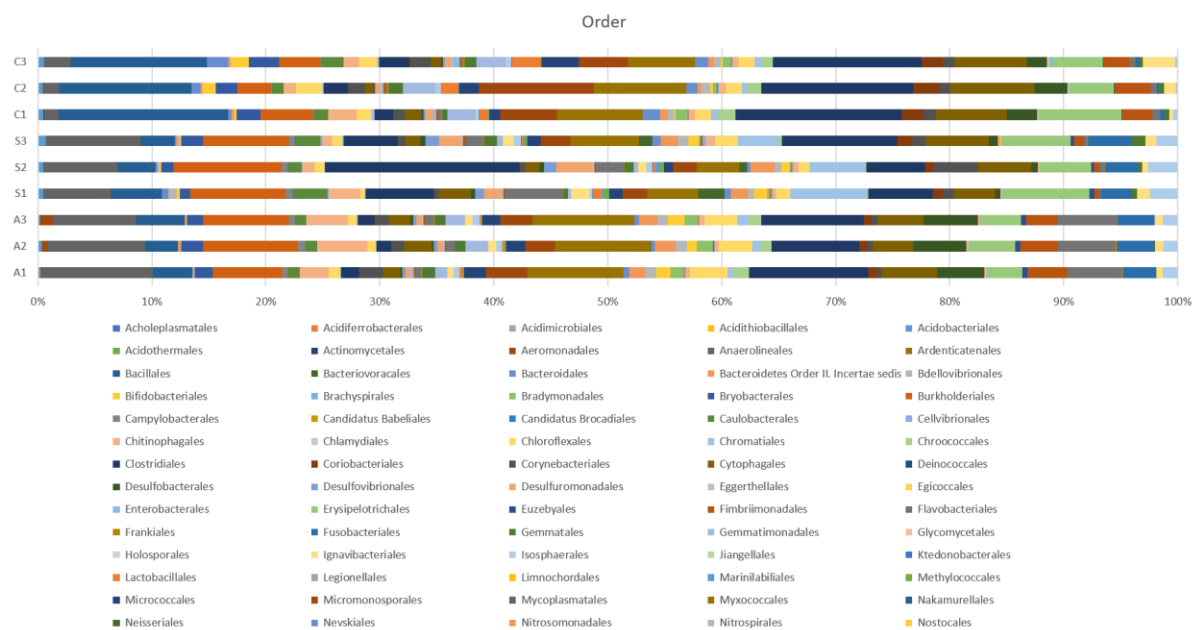 Order
C3
C2
C1
S3
S2
S1
A3
A2
A1
0% 10% 20% 30% 40% 50% 60% 70% 80% 90% 100%
Acholeplasmatales Acidiferrobacterales Acidimicrobiales Acidithiobacillales Acidobacteriales
Acidothermales Actinomycetales Aeromonadales Anaerolineales Ardenticatenales
Bacillales Bacteriovoracales Bacteroidales Bacteroidetes Order II. Incertae sedis Bdellovibrionales
Bifidobacteriales Brachyspirales Bradymonadales Bryobacterales Burkholderiales
Campylobacterales Candidatus Babeliales Candidatus Brocadiales Caulobacterales Cellvibrionales
Chitinophagales Chlamydiales Chloroflexales Chromatiales Chroococcales
Clostridiales Coriobacteriales Corynebacteriales Cytophagales Deinococcales
Desulfobacterales Desulfovibrionales Desulfuromonadales Eggerthellales Egicoccales
Enterobacterales Erysipelotrichales Euzebyales Fimbriimonadales Flavobacteriales
Frankiales Fusobacteriales Gemmatales Gemmatimonadales Glycomycetales
Holosporales Ignavibacteriales Isosphaerales Jiangellales Ktedonobacterales
Lactobacillales Legionellales Limnochordales Marinilabiliales Methylococcales
Micrococcales Micromonosporales Mycoplasmatales Myxococcales Nakamurellales
Neisseriales Nevskiales Nitrosomonadales Nitrospirales Nostocales